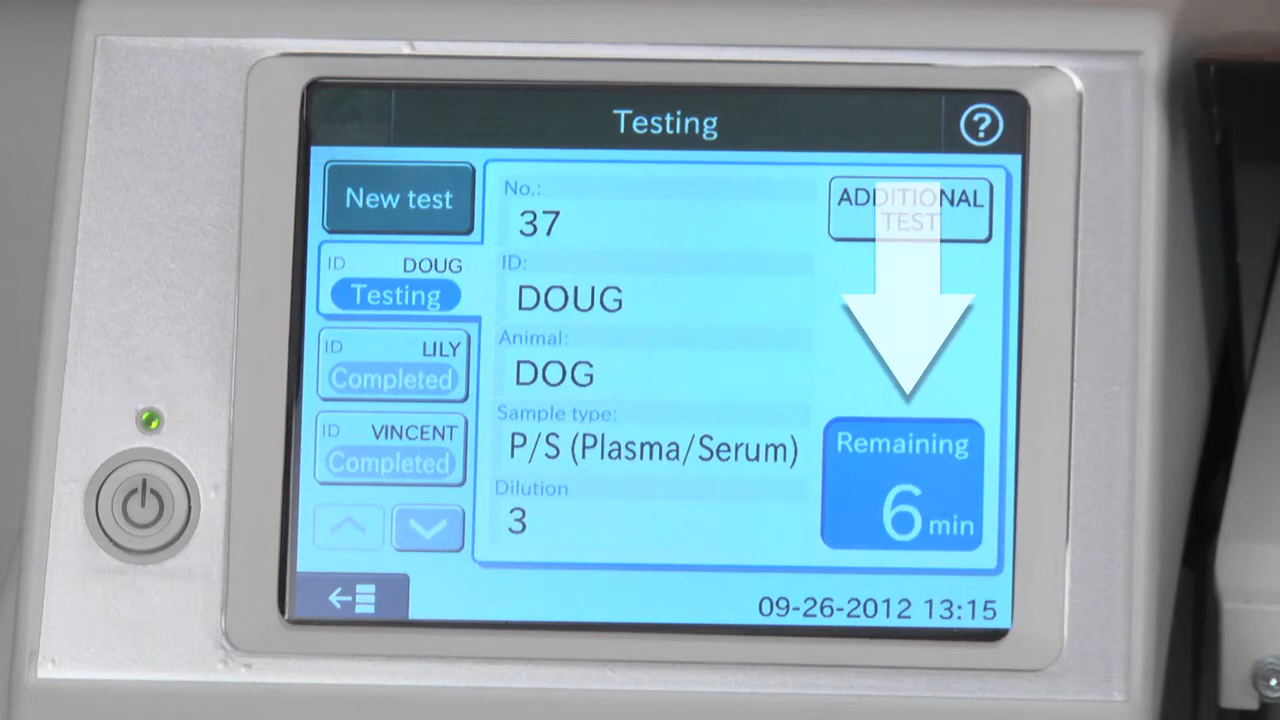 Testing
?
New test
ID DOUG
Testing
ID LILY
Completed
ID VINCENT
Completed
No.:
37
ID:
DOUG
Animal:
DOG
Sample type:
P/S (Plasma/Serum)
Dilution
3
ADDITIONAL
TEST
Remaining
6 min
09-26-2012 13:15